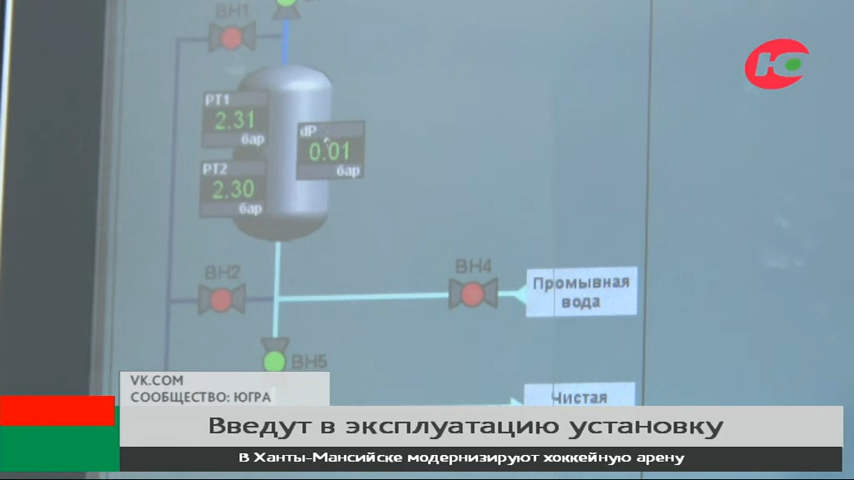 ВН1
Ю
РТ1
2.31
бар
dP
0.01
бар
РТ2
2.30
бар
ВН2
ВН4
Промывная
вода
ВН5
Чистая
VK.COM
СООБЩЕСТВО: ЮГРА
Введут в эксплуатацию установку
В Ханты-Мансийске модернизируют хоккейную арену